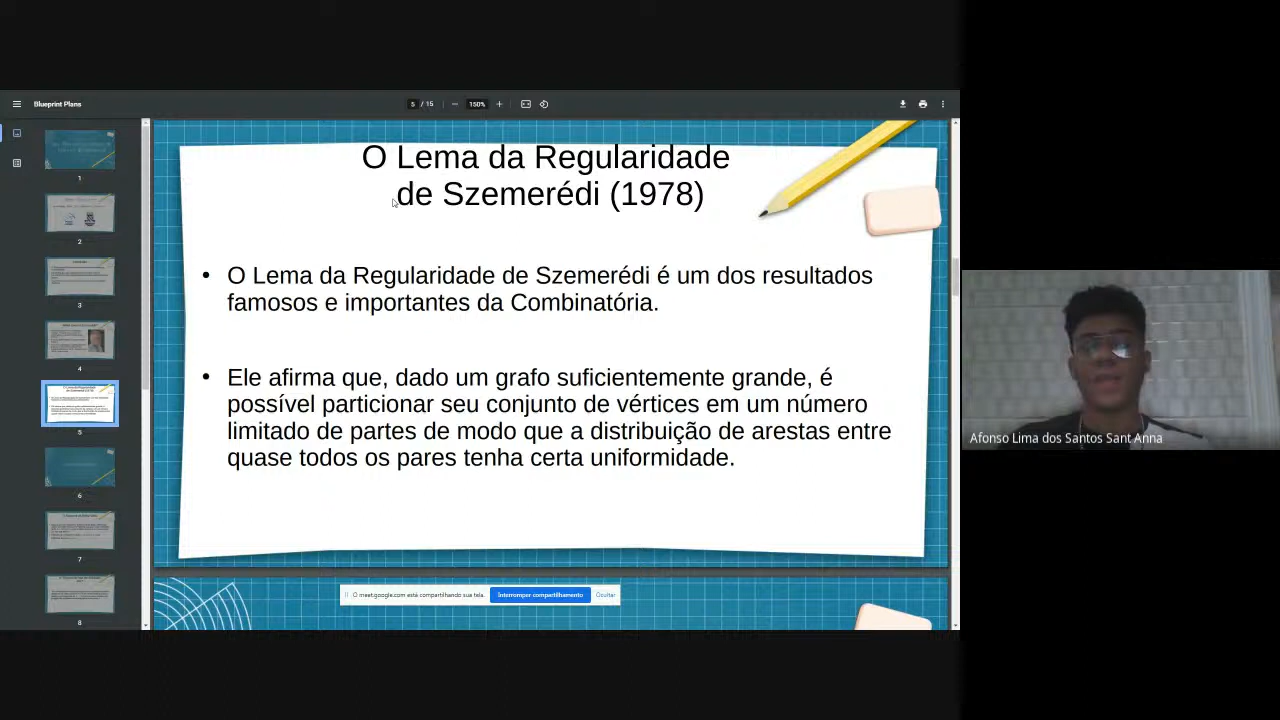 Blueprint Plans
5 / 15
150%
1
2
3
4
5
6
7
8
O Lema da Regularidade
de Szemerédi (1978)
• O Lema da Regularidade de Szemerédi é um dos resultados
famosos e importantes da Combinatória.
• Ele afirma que, dado um grafo suficientemente grande, é
possível particionar seu conjunto de vértices em um número
limitado de partes de modo que a distribuição de arestas entre
quase todos os pares tenha certa uniformidade.
O meet.google.com está compartilhando sua tela.
Interromper compartilhamento
Ocultar
Afonso Lima dos Santos Sant Anna